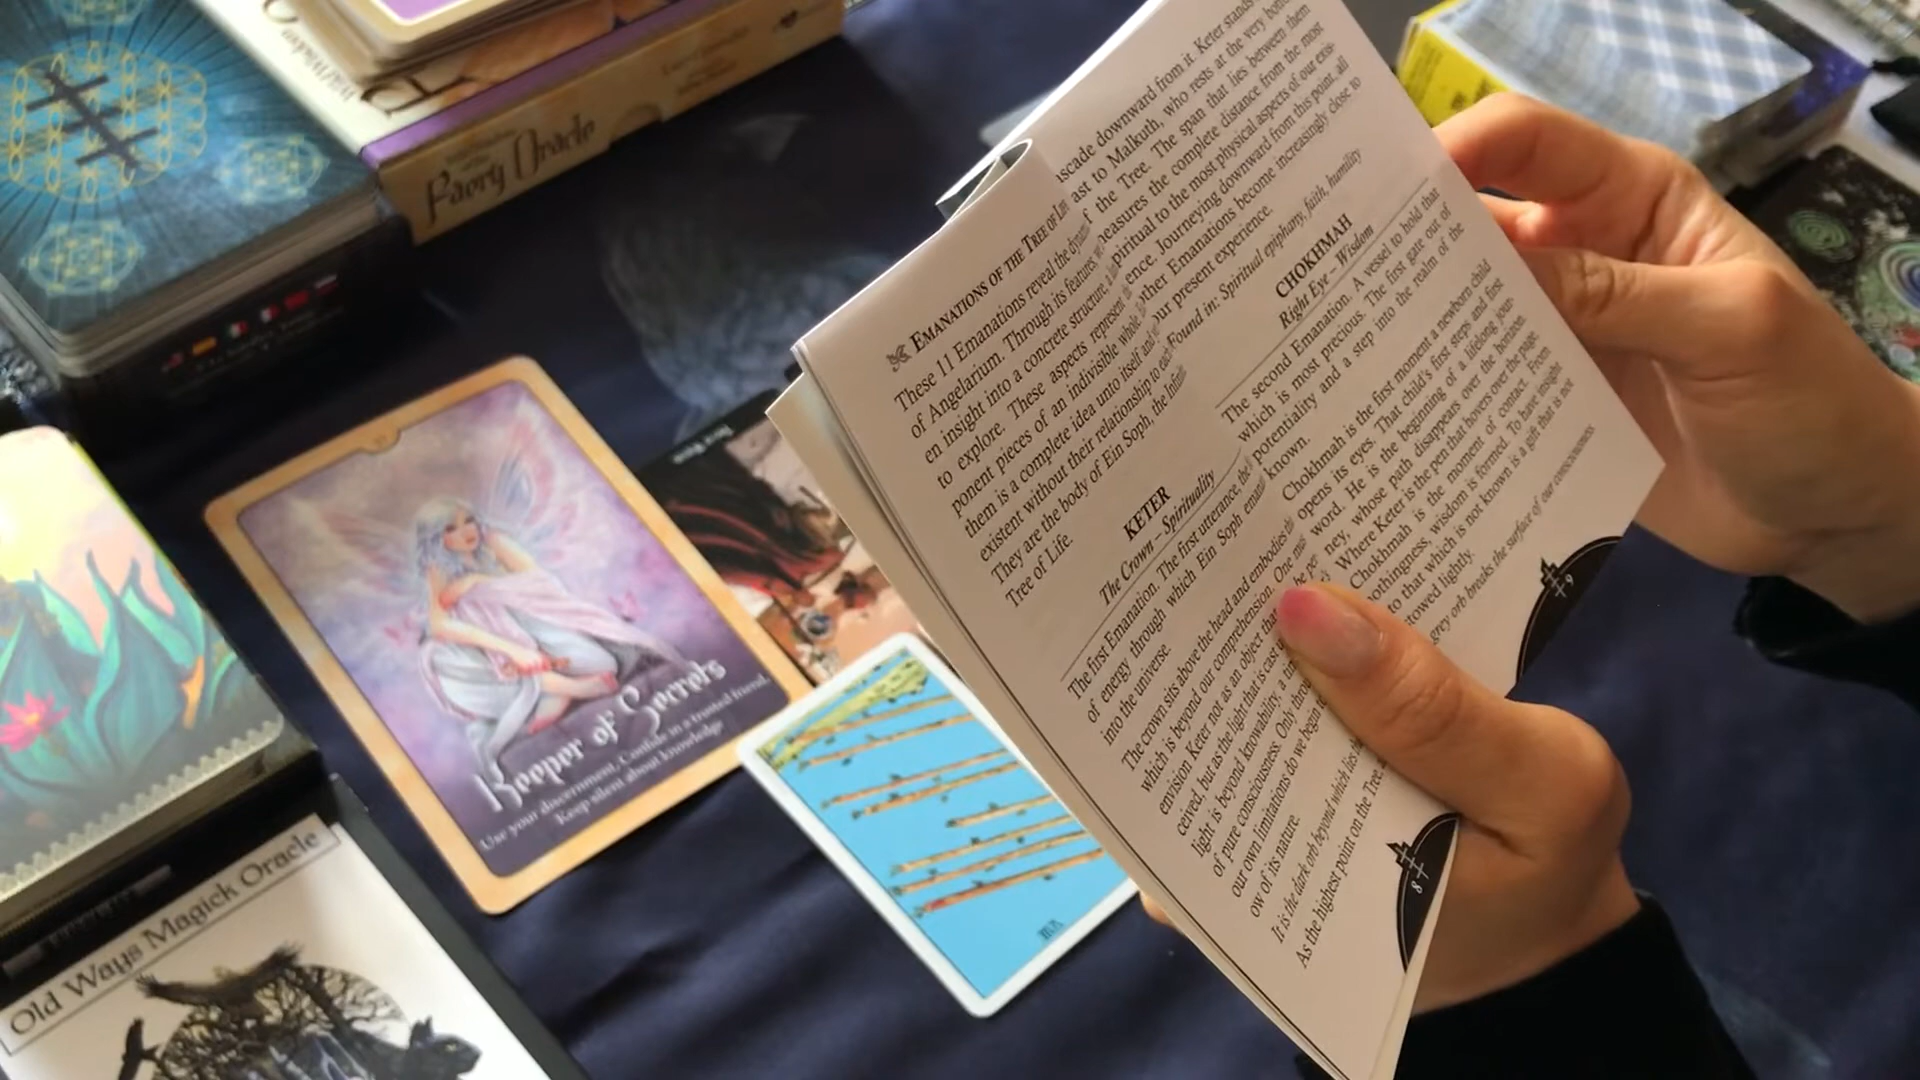 Faery Oracle
Keeper of Secrets
Use your discernment. Confide in a trusted friend.
Keep silent about knowledge
Old Ways Magick Oracle
VIII
EMANATIONS OF THE TREE OF LIFE
These 11 Emanations reveal the
of Angelarium. Through its features,
en insight into a concrete structure,
to explore. These aspects represent
ponent pieces of an indivisible whole.
them is a complete idea unto itself and
existent without their relationship to
They are the body of Ein Soph, the
Tree of Life.
KETER
The Crown – Spirituality
The first Emanation. The first utterance,
of energy through which Ein Soph
into the universe.
The crown sits above the head and embodies
which is beyond our comprehension. One
envision Keter not as an object that
ceived, but as the light that is cast
light is beyond knowability, a
of pure consciousness. Only
our own limitations do we begin
ow of its nature.
It is the dark orb beyond which lies
As the highest point on the Tree,
8
downward from it. Keter stands
to Malkuth, who rests at the very
the Tree. The span that lies between them
the complete distance from the most
spiritual to the most physical aspects of our exis-
ence. Journeying downward from this point, all
other Emanations become increasingly close to
our present experience.
Found in: Spiritual epiphany, faith, humility
CHOKHMAH
Right Eye – Wisdom
The second Emanation. A vessel to hold that
which is most precious. The first gate out of
potentiality and a step into the realm of the
known.
Chokhmah is the first moment a newborn child
opens its eyes. That child's first steps and first
word. He is the beginning of a lifelong jour-
ney, whose path disappears over the horizon.
Where Keter is the pen that hovers over the page,
Chokhmah is the moment of contact. From
nothingness, wisdom is formed. To have insight
to that which is not known is a gift that is not
stowed lightly.
grey orb breaks the surface of our consciousness.
9